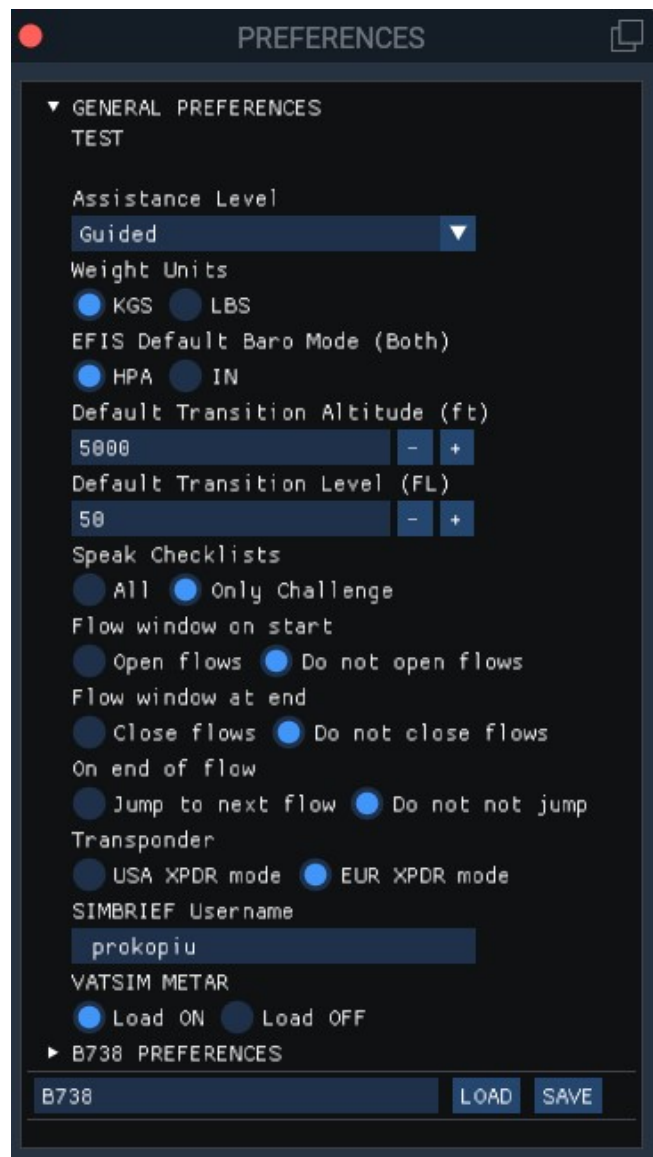 PREFERENCES
GENERAL PREFERENCES
TEST
Assistance Level
Guided
Weight Units
KGS LBS
EFIS Default Baro Mode (Both)
HPA IN
Default Transition Altitude (ft)
5000 - +
Default Transition Level (FL)
50 - +
Speak Checklists
All Only Challenge
Flow window on start
Open flows Do not open flows
Flow window at end
Close flows Do not close flows
On end of flow
Jump to next flow Do not not jump
Transponder
USA XPDR mode EUR XPDR mode
SIMBRIEF Username
prokopiu
VATSIM METAR
Load ON Load OFF
B738 PREFERENCES
B738 LOAD SAVE